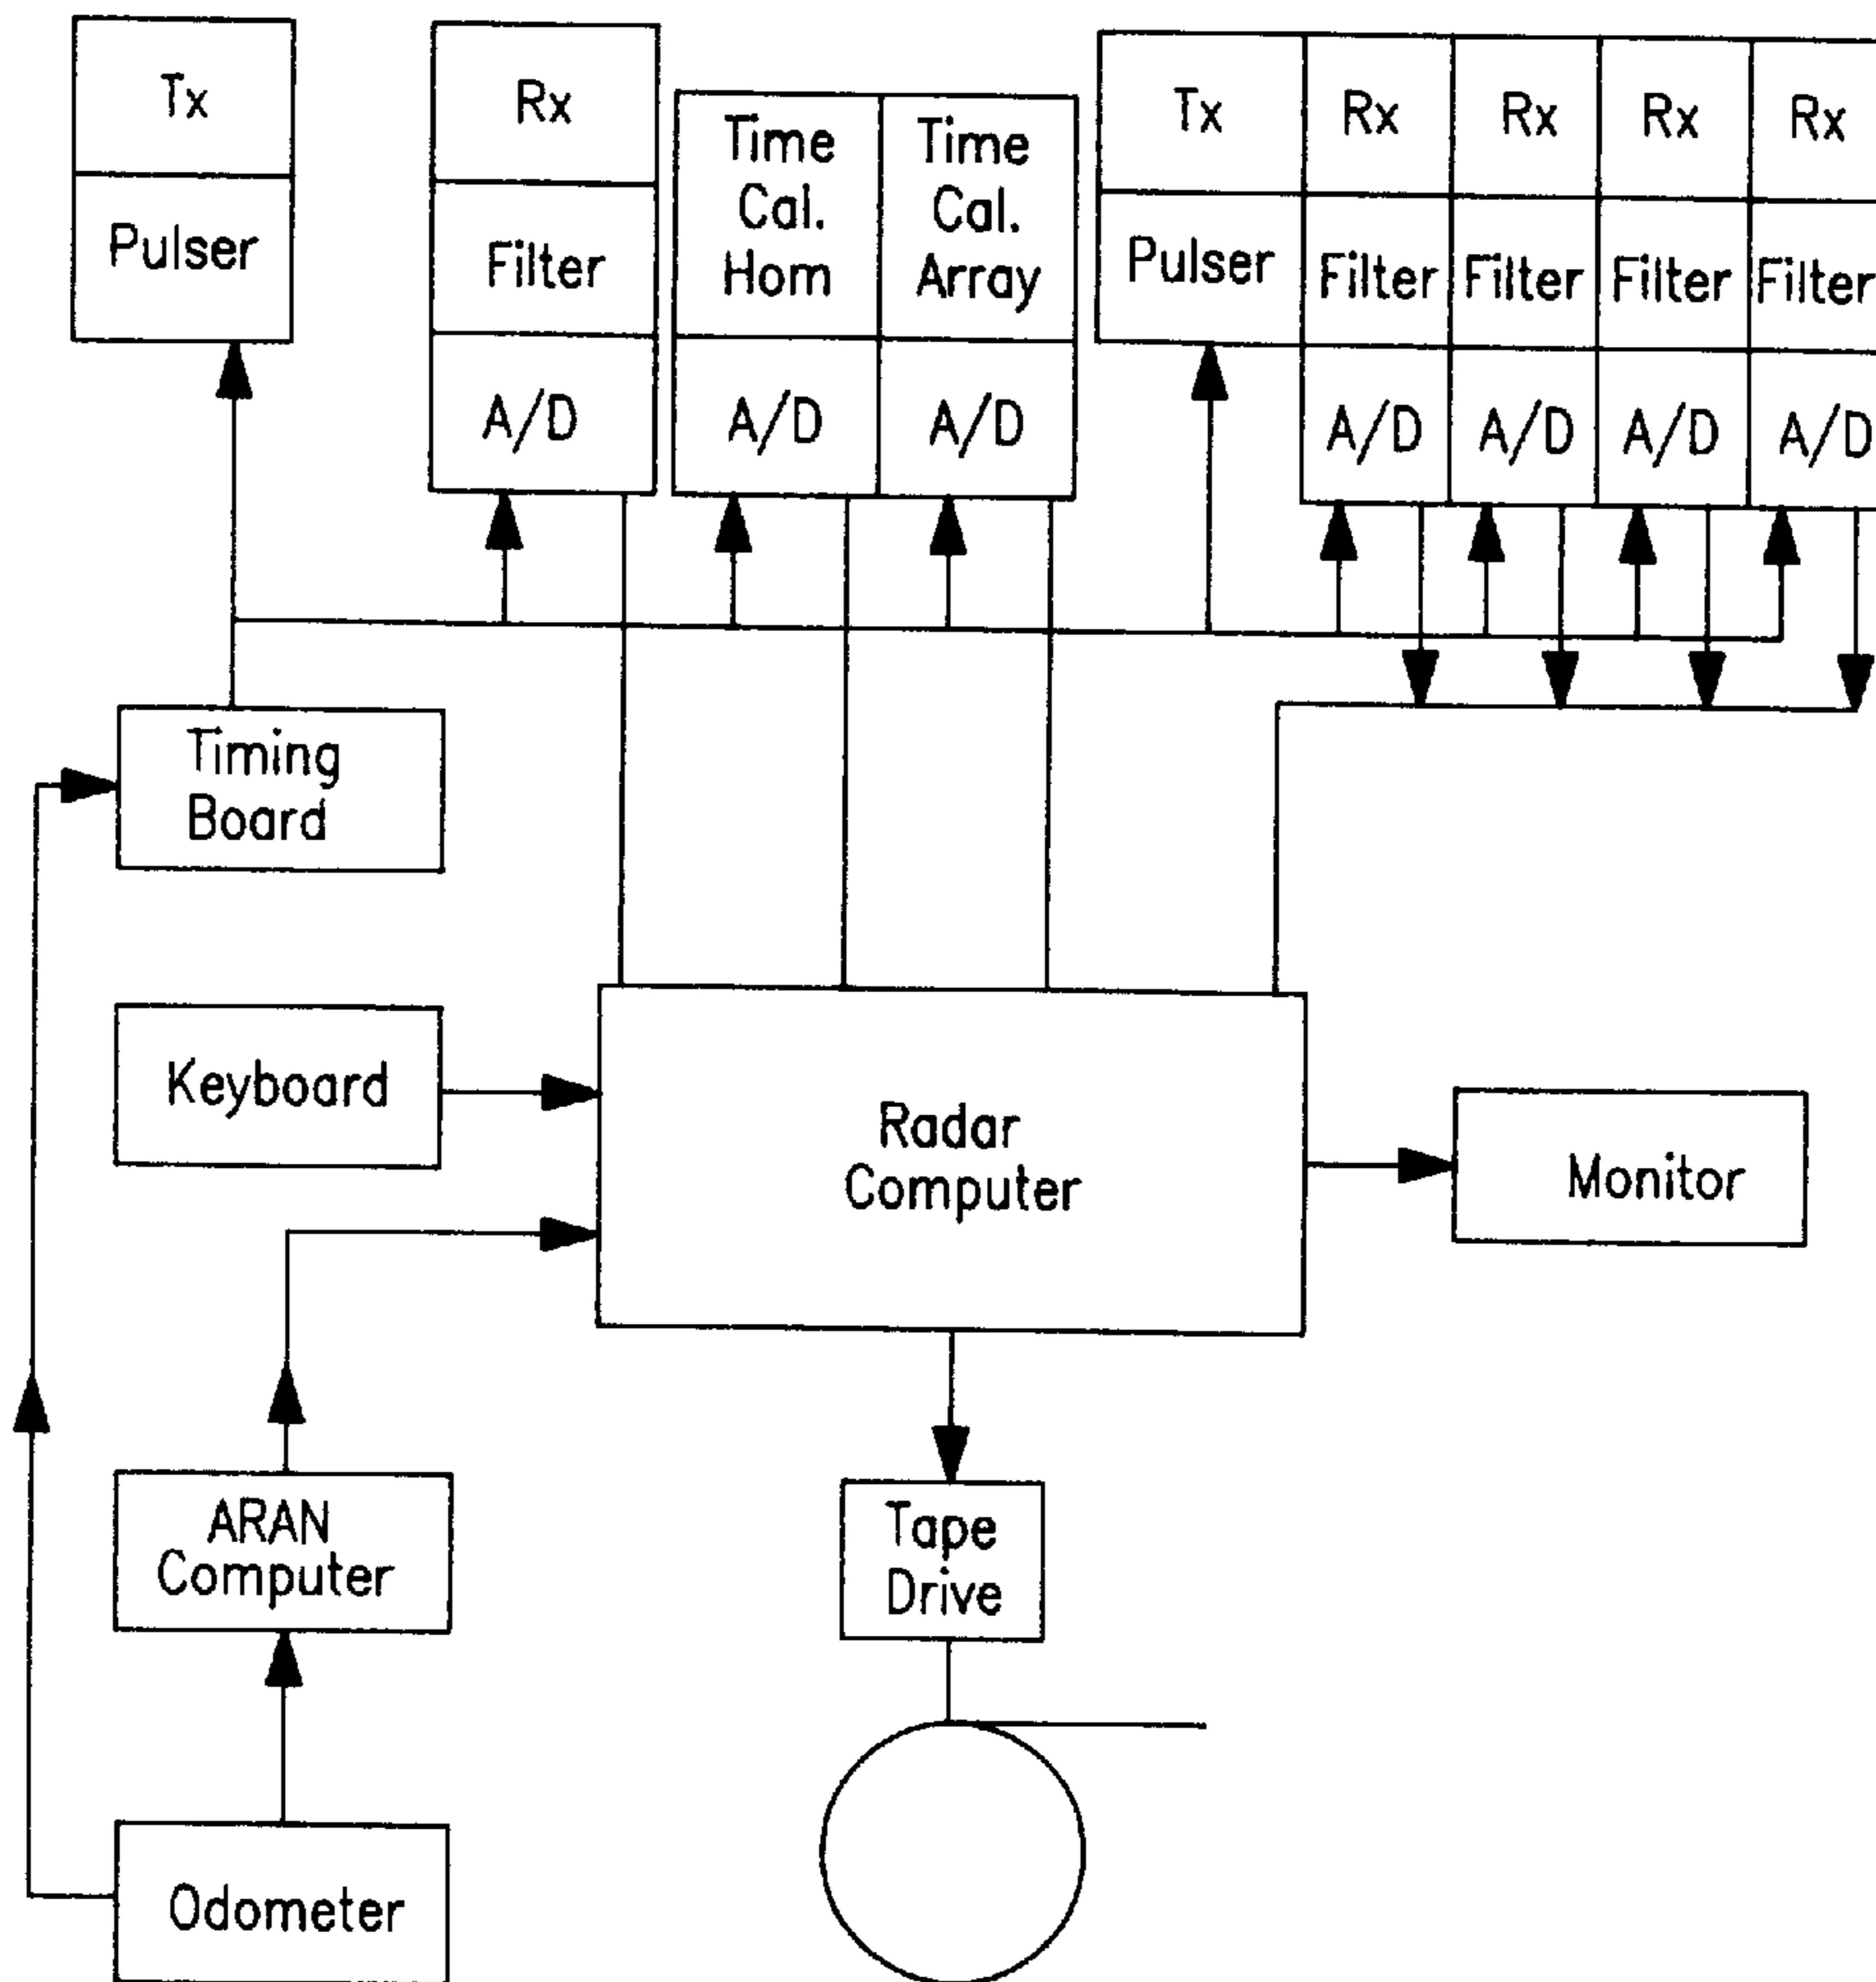 Tx
Pulser
Rx
Filter
A/D
Time
Cal.
Hom
A/D
Time
Cal.
Array
A/D
Tx
Pulser
Rx
Filter
A/D
Rx
Filter
A/D
Rx
Filter
A/D
Rx
Filter
A/D
Timing
Board
Keyboard
Radar
Computer
Monitor
ARAN
Computer
Tape
Drive
Odometer